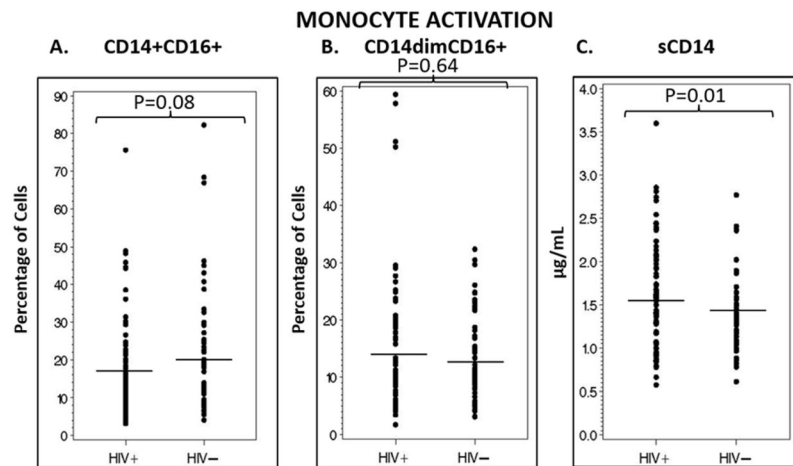 MONOCYTE ACTIVATION
A. CD14+CD16+
P=0.08
Percentage of Cells
90
80
70
60
50
40
30
20
10
0
HIV+ HIV−
B. CD14dimCD16+
P=0.64
Percentage of Cells
60
50
40
30
20
10
0
HIV+ HIV−
C. sCD14
P=0.01
µg/mL
4.0
3.5
3.0
2.5
2.0
1.5
1.0
0.5
0.0
HIV+ HIV−